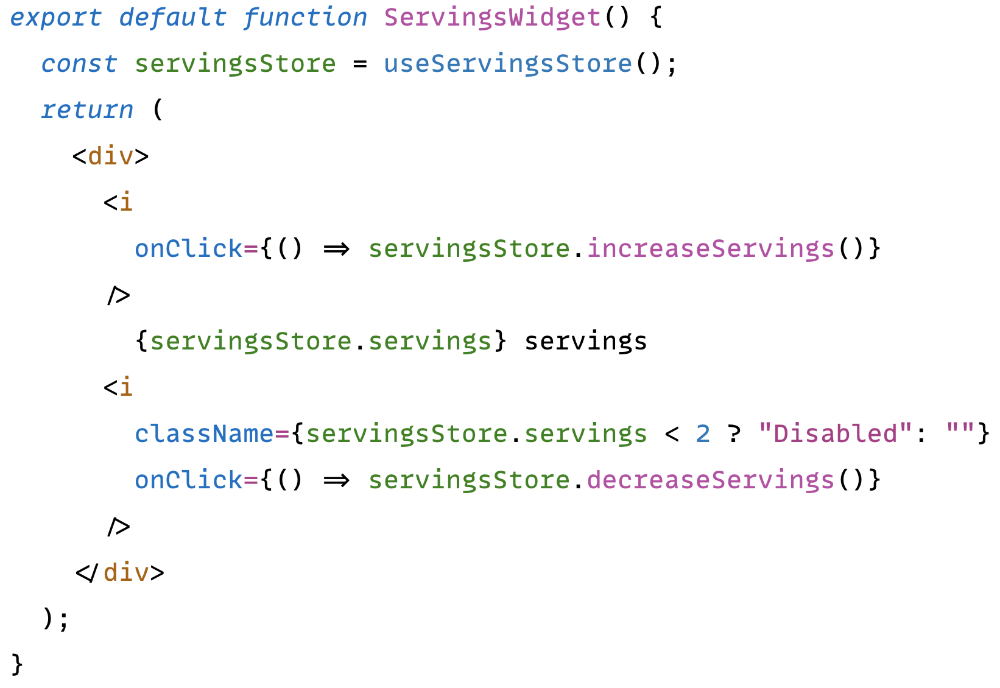 export default function ServingsWidget() {
  const servingsStore = useServingsStore();
  return (
    <div>
      <i
        onClick={() => servingsStore.increaseServings()}
      />
        {servingsStore.servings} servings
      <i
        className={servingsStore.servings < 2 ? "Disabled": ""}
        onClick={() => servingsStore.decreaseServings()}
      />
    </div>
  );
}